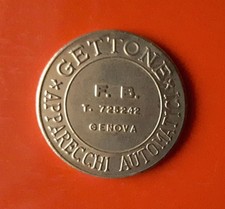 GETTONE
F. B.
T. 725242
GENOVA
*APPARECCHI AUTOMATICI*